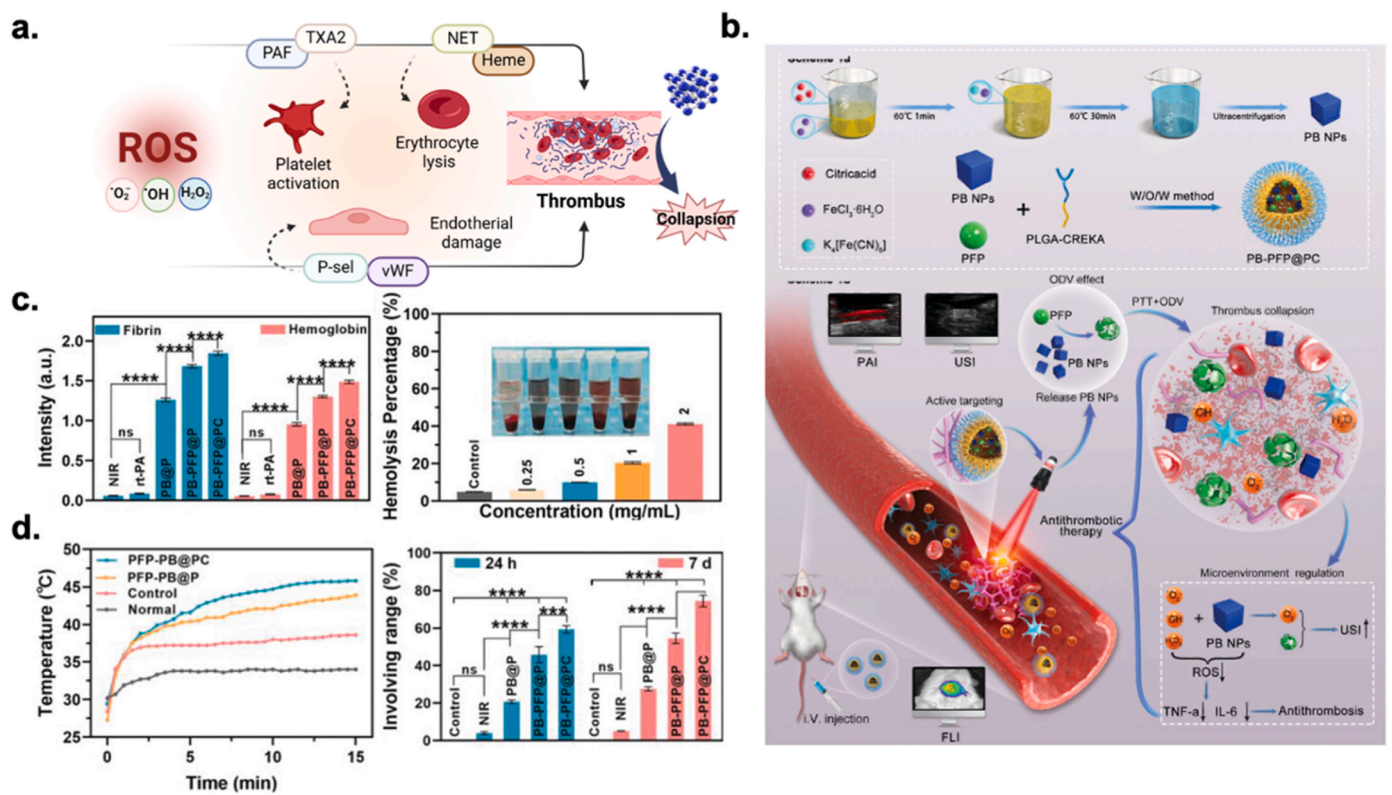 a.
PAF
TXA2
NET
Heme
ROS
·O₂⁻
·OH
H₂O₂
Platelet
activation
Erythrocyte
lysis
Thrombus
Collapsion
Endotherial
damage
P-sel
vWF
b.
60℃ 1min
60℃ 30min
Ultracentrifugation
PB NPs
Citricacid
FeCl₃·6H₂O
K₄[Fe(CN)₆]
PB NPs
+
PFP
PLGA-CREKA
W/O/W method
PB-PFP@PC
PAI
USI
ODV effect
PFP
PB NPs
Release PB NPs
PTT+ODV
Thrombus collapsion
Active targeting
OH
H₂O
O₂
Antithrombotic
therapy
i.V. injection
FLI
Microenvironment regulation
O₂
OH
H₂O₂
+
PB NPs
O₂
USI
ROS
TNF-a
IL-6
Antithrombosis
c.
Intensity (a.u.)
2.0
1.5
1.0
0.5
0.0
Fibrin
Hemoglobin
ns
****
****
****
ns
****
****
****
NIR
rt-PA
PB@P
PB-PFP@P
PB-PFP@PC
NIR
rt-PA
PB@P
PB-PFP@P
PB-PFP@PC
Hemolysis Percentage (%)
100
80
60
40
20
0
Control
0.25
0.5
1
2
Concentration (mg/mL)
d.
Temperature (℃)
50
45
40
35
30
25
PFP-PB@PC
PFP-PB@P
Control
Normal
0
5
10
15
Time (min)
Involving range (%)
100
80
60
40
20
0
24 h
7 d
ns
****
****
***
ns
****
****
Control
NIR
PB@P
PB-PFP@P
PB-PFP@PC
Control
NIR
PB@P
PB-PFP@P
PB-PFP@PC